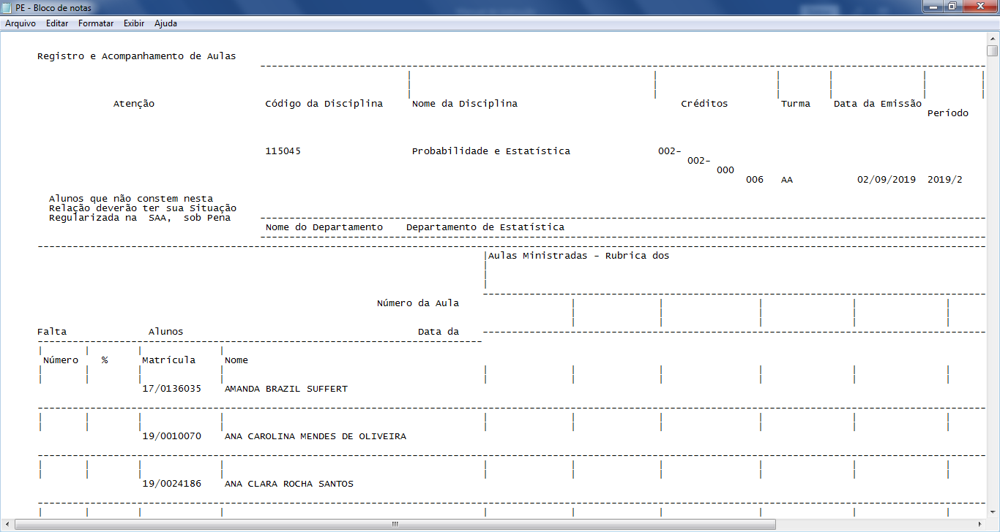 PE - Bloco de notas
Arquivo Editar Formatar Exibir Ajuda
Registro e Acompanhamento de Aulas
Atenção Código da Disciplina Nome da Disciplina Créditos Turma Data da Emissão
Período
115045 Probabilidade e Estatística 002-
002-
000
006 AA 02/09/2019 2019/2
Alunos que não constem nesta
Relação deverão ter sua Situação
Regularizada na SAA, sob Pena
Nome do Departamento Departamento de Estatística
Aulas Ministradas - Rubrica dos
Número da Aula
Falta Alunos Data da
Número % Matrícula Nome
17/0136035 AMANDA BRAZIL SUFFERT
19/0010070 ANA CAROLINA MENDES DE OLIVEIRA
19/0024186 ANA CLARA ROCHA SANTOS